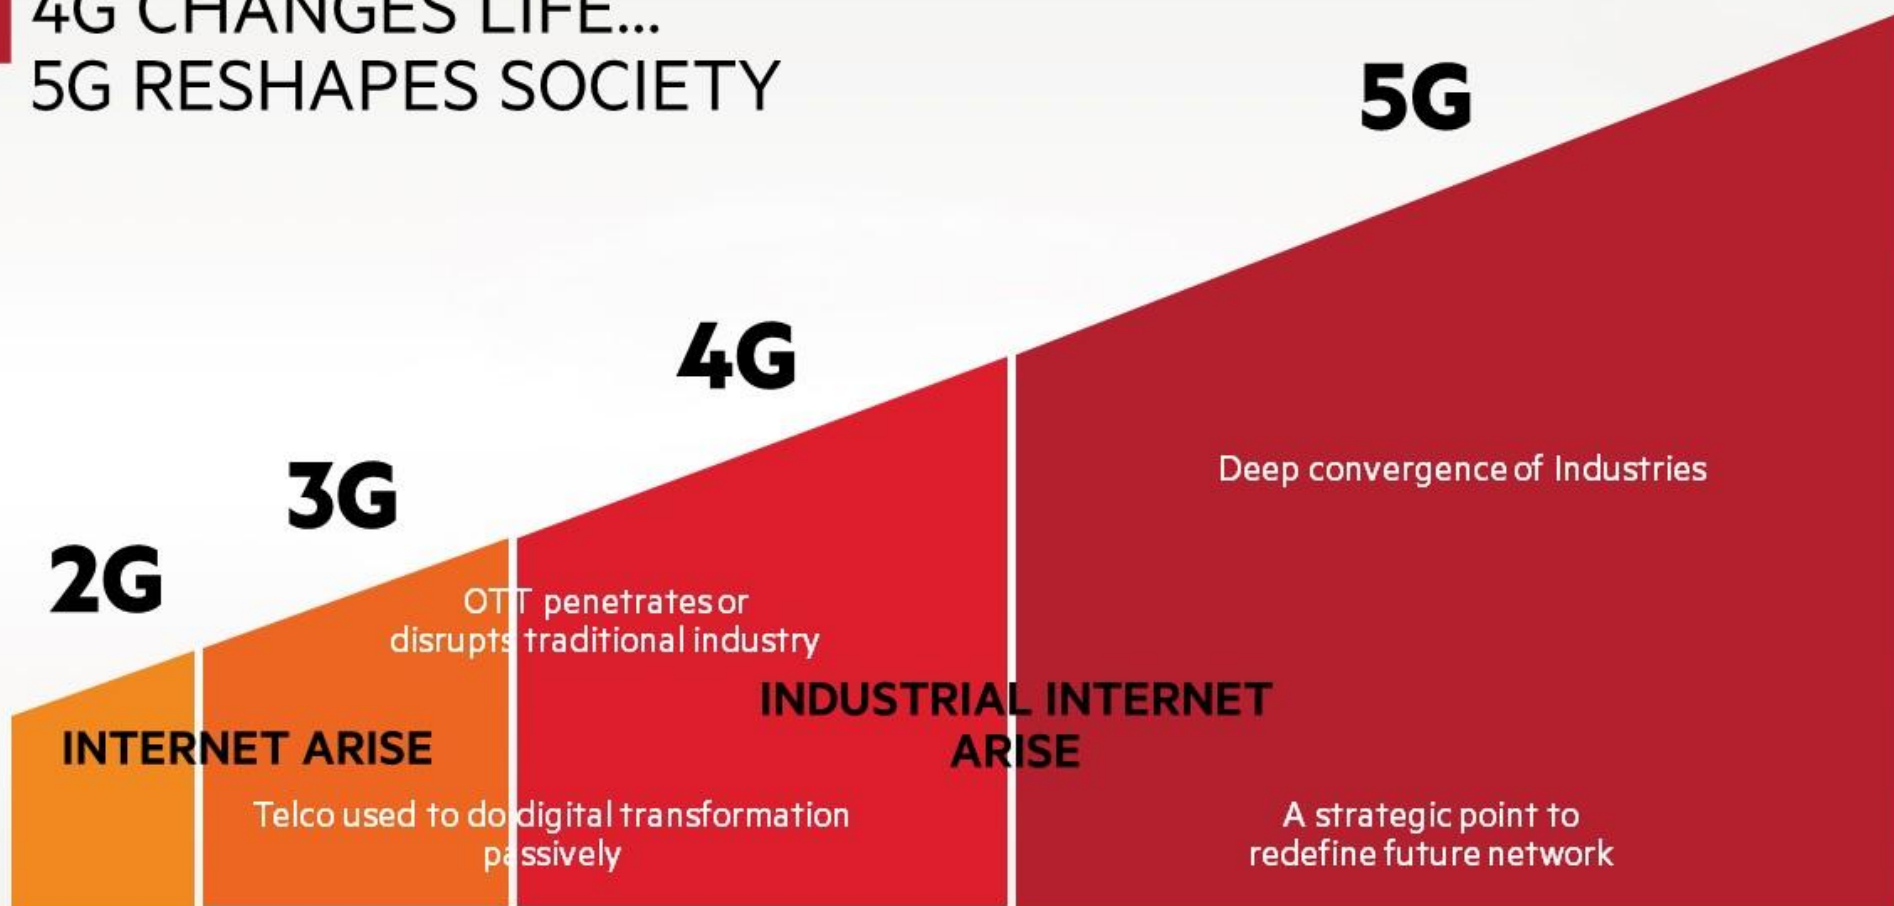 4G CHANGES LIFE...
5G RESHAPES SOCIETY
5G
4G
3G
2G
Deep convergence of Industries
OTT penetrates or
disrupts traditional industry
INDUSTRIAL INTERNET
ARISE
INTERNET ARISE
Telco used to do digital transformation
passively
A strategic point to
redefine future network